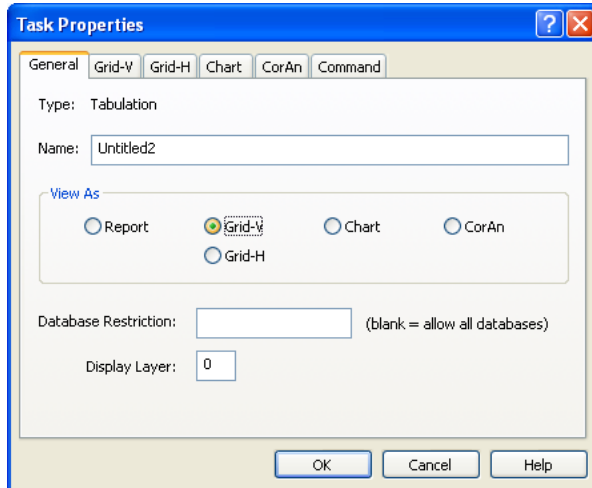 Task Properties
General Grid-V Grid-H Chart CorAn Command
Type: Tabulation
Name: Untitled2
View As
Report Grid-V Chart CorAn
Grid-H
Database Restriction: (blank = allow all databases)
Display Layer: 0
OK Cancel Help